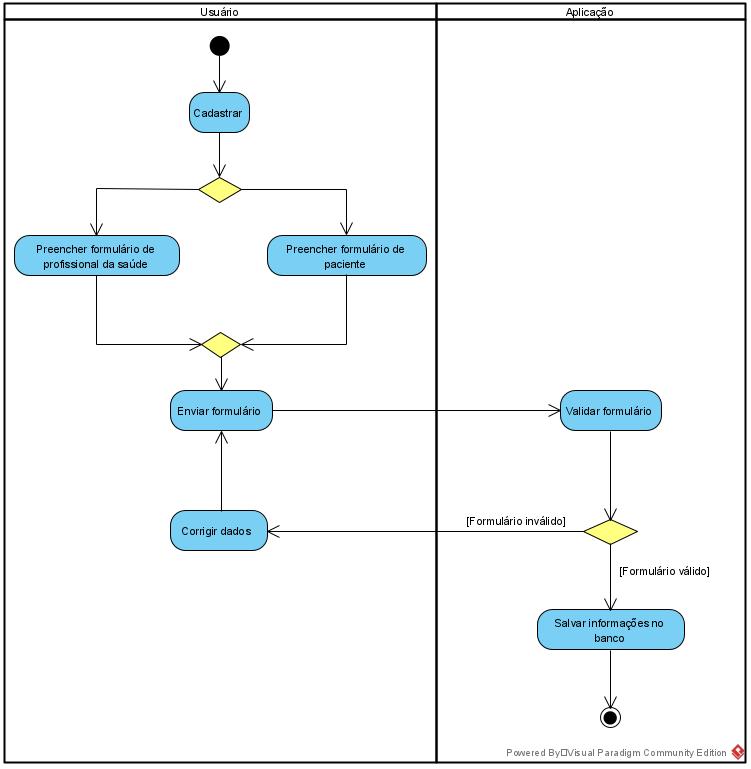 Usuário
Aplicação
Cadastrar
Preencher formulário de
profissional da saúde
Preencher formulário de
paciente
Enviar formulário
Validar formulário
Corrigir dados
[Formulário inválido]
[Formulário válido]
Salvar informações no
banco
Powered By Visual Paradigm Community Edition